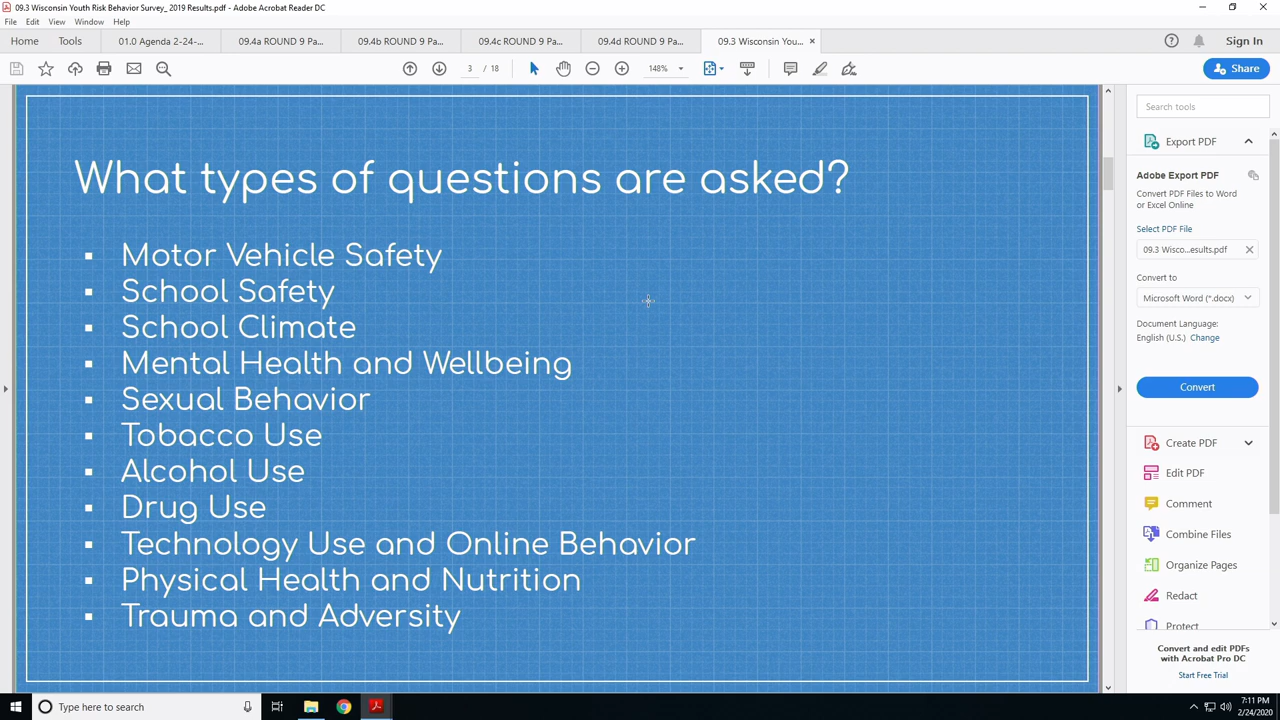 09.3 Wisconsin Youth Risk Behavior Survey_ 2019 Results.pdf - Adobe Acrobat Reader DC
File Edit View Window Help
Home Tools 01.0 Agenda 2-24-... 09.4a ROUND 9 Pa... 09.4b ROUND 9 Pa... 09.4c ROUND 9 Pa... 09.4d ROUND 9 Pa... 09.3 Wisconsin You... Sign In
3 / 18 148% Share
What types of questions are asked?
Motor Vehicle Safety
School Safety
School Climate
Mental Health and Wellbeing
Sexual Behavior
Tobacco Use
Alcohol Use
Drug Use
Technology Use and Online Behavior
Physical Health and Nutrition
Trauma and Adversity
Search tools
Export PDF
Adobe Export PDF
Convert PDF Files to Word
or Excel Online
Select PDF File
09.3 Wisco...esults.pdf
Convert to
Microsoft Word (*.docx)
Document Language:
English (U.S.) Change
Convert
Create PDF
Edit PDF
Comment
Combine Files
Organize Pages
Redact
Protect
Convert and edit PDFs
with Acrobat Pro DC
Start Free Trial
Type here to search
7:11 PM
2/24/2020